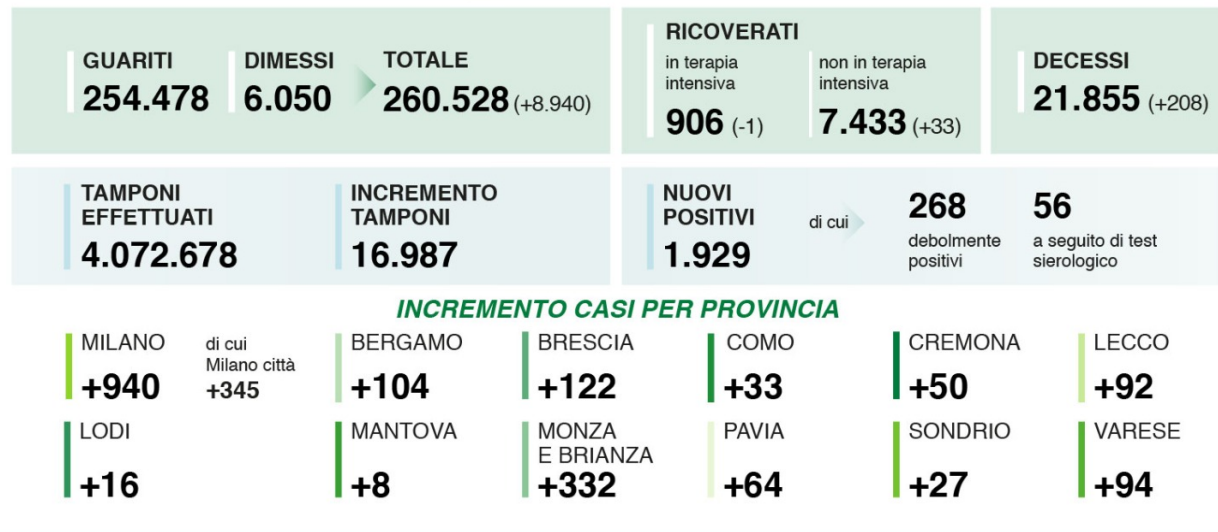 GUARITI
254.478
DIMESSI
6.050
TOTALE
260.528 (+8.940)
RICOVERATI
in terapia
intensiva
906 (-1)
non in terapia
intensiva
7.433 (+33)
DECESSI
21.855 (+208)
TAMPONI
EFFETTUATI
4.072.678
INCREMENTO
TAMPONI
16.987
NUOVI
POSITIVI
1.929
di cui
268
debolmente
positivi
56
a seguito di test
sierologico
INCREMENTO CASI PER PROVINCIA
MILANO
+940
di cui
Milano città
+345
BERGAMO
+104
BRESCIA
+122
COMO
+33
CREMONA
+50
LECCO
+92
LODI
+16
MANTOVA
+8
MONZA
E BRIANZA
+332
PAVIA
+64
SONDRIO
+27
VARESE
+94